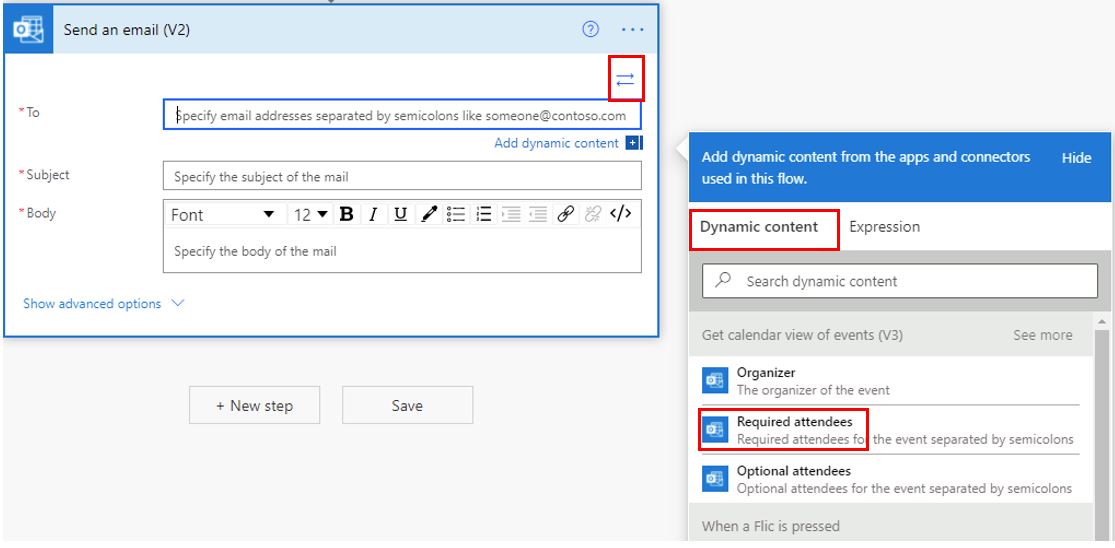 Send an email (V2)
? ...
* To
Specify email addresses separated by semicolons like someone@contoso.com
Add dynamic content
* Subject
Specify the subject of the mail
* Body
Font 12 B I U </>
Specify the body of the mail
Show advanced options
+ New step
Save
Add dynamic content from the apps and connectors
used in this flow.
Hide
Dynamic content
Expression
Search dynamic content
Get calendar view of events (V3)
See more
Organizer
The organizer of the event
Required attendees
Required attendees for the event separated by semicolons
Optional attendees
Optional attendees for the event separated by semicolons
When a Flic is pressed